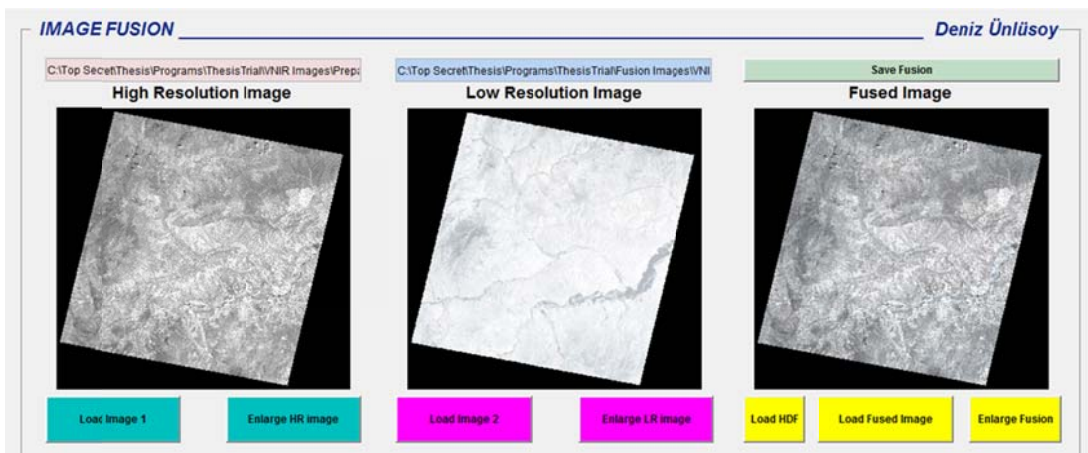 IMAGE FUSION
Deniz Ünlüsoy
C:\Top Secret\Thesis\Programs\ThesisTrial\VNIR Images\Prepa
C:\Top Secret\Thesis\Programs\ThesisTrial\Fusion Images\VNI
Save Fusion
High Resolution Image
Low Resolution Image
Fused Image
Load Image 1
Enlarge HR image
Load Image 2
Enlarge LR image
Load HDF
Load Fused Image
Enlarge Fusion